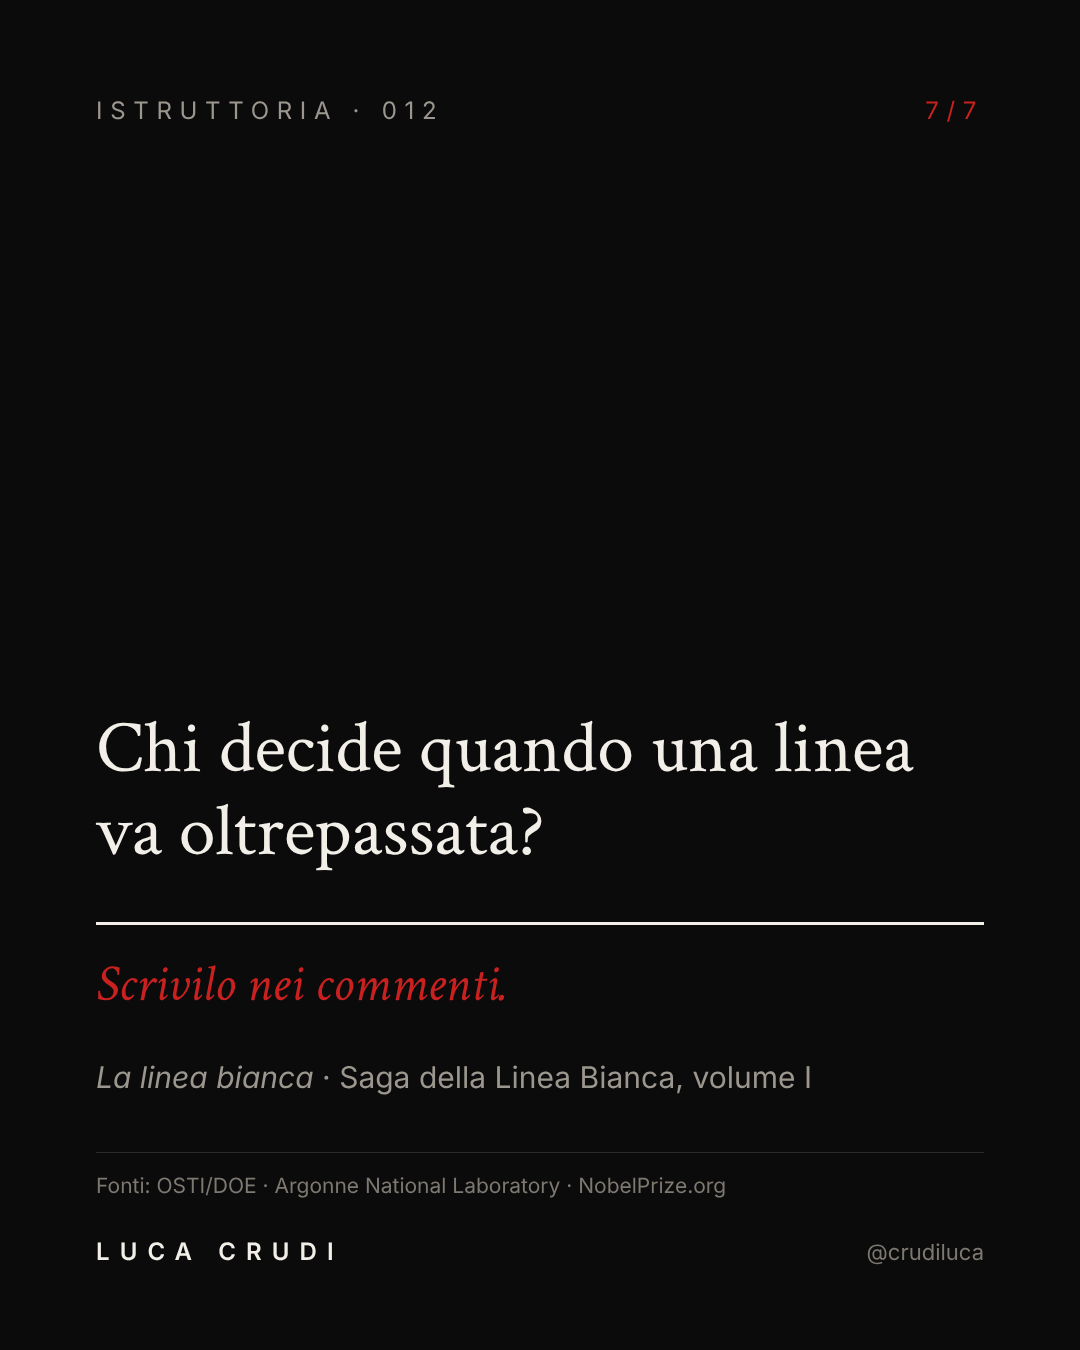 ISTRUTTORIA · 012
7/7
Chi decide quando una linea
va oltrepassata?
Scrivilo nei commenti.
La linea bianca · Saga della Linea Bianca, volume I
Fonti: OSTI/DOE · Argonne National Laboratory · NobelPrize.org
LUCA CRUDI
@crudiluca